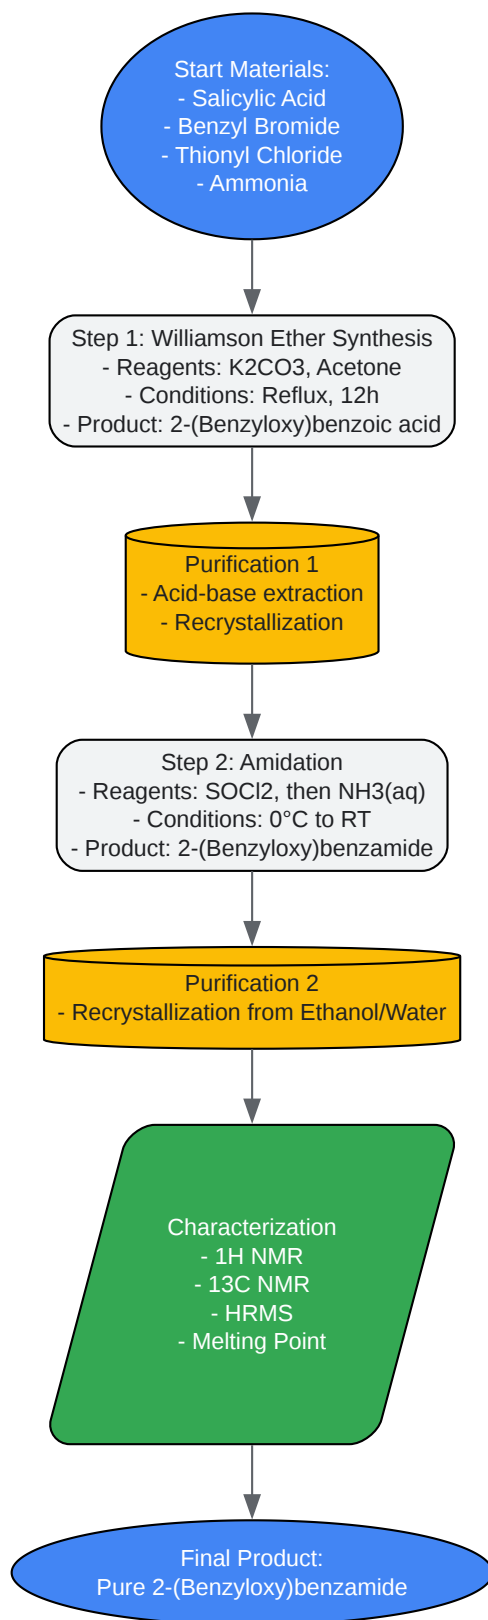 Start Materials:
- Salicylic Acid
- Benzyl Bromide
- Thionyl Chloride
- Ammonia
Step 1: Williamson Ether Synthesis
- Reagents: K2CO3, Acetone
- Conditions: Reflux, 12h
- Product: 2-(Benzyloxy)benzoic acid
Purification 1
- Acid-base extraction
- Recrystallization
Step 2: Amidation
- Reagents: SOCl2, then NH3(aq)
- Conditions: 0°C to RT
- Product: 2-(Benzyloxy)benzamide
Purification 2
- Recrystallization from Ethanol/Water
Characterization
- 1H NMR
- 13C NMR
- HRMS
- Melting Point
Final Product:
Pure 2-(Benzyloxy)benzamide